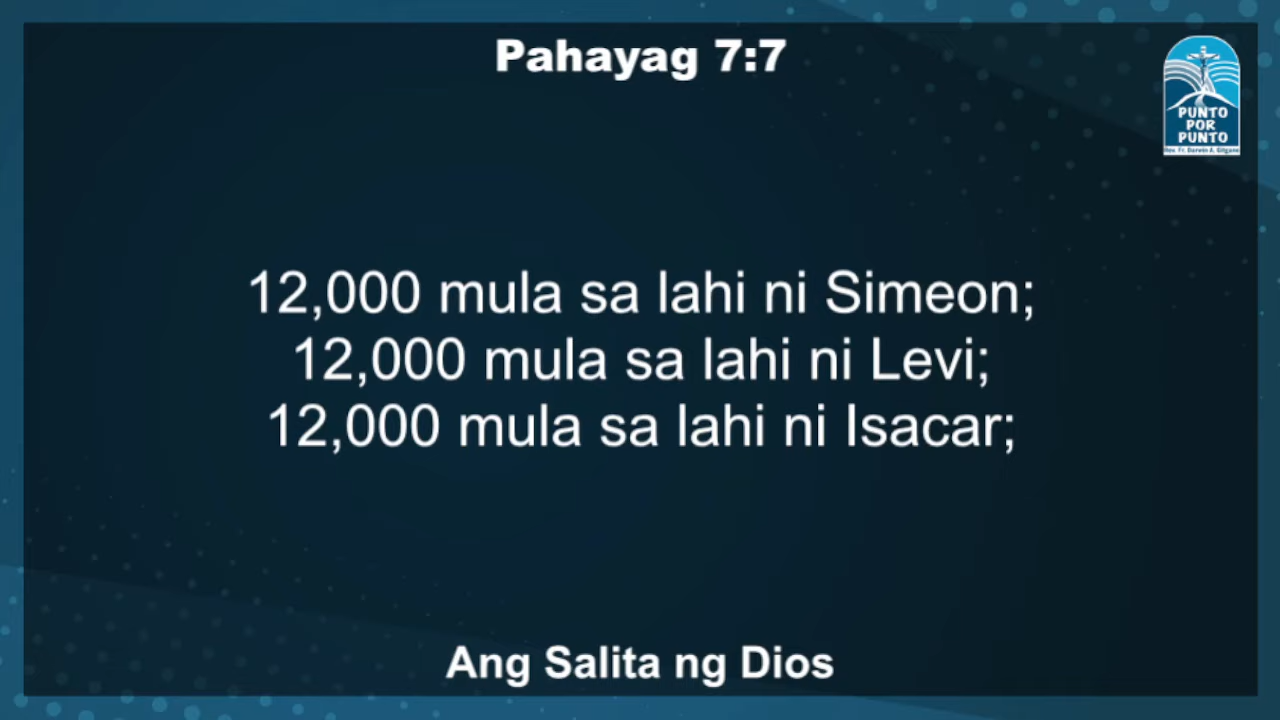 Pahayag 7:7
PUNTO
POR
PUNTO
12,000 mula sa lahi ni Simeon;
12,000 mula sa lahi ni Levi;
12,000 mula sa lahi ni Isacar;
Ang Salita ng Dios